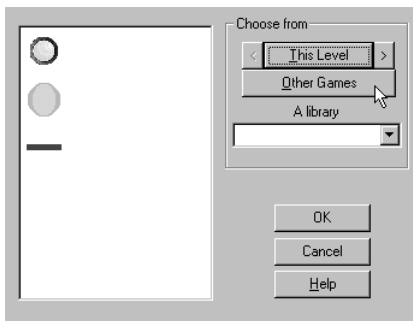 Choose from
< This Level >
Other Games
A library
OK
Cancel
Help